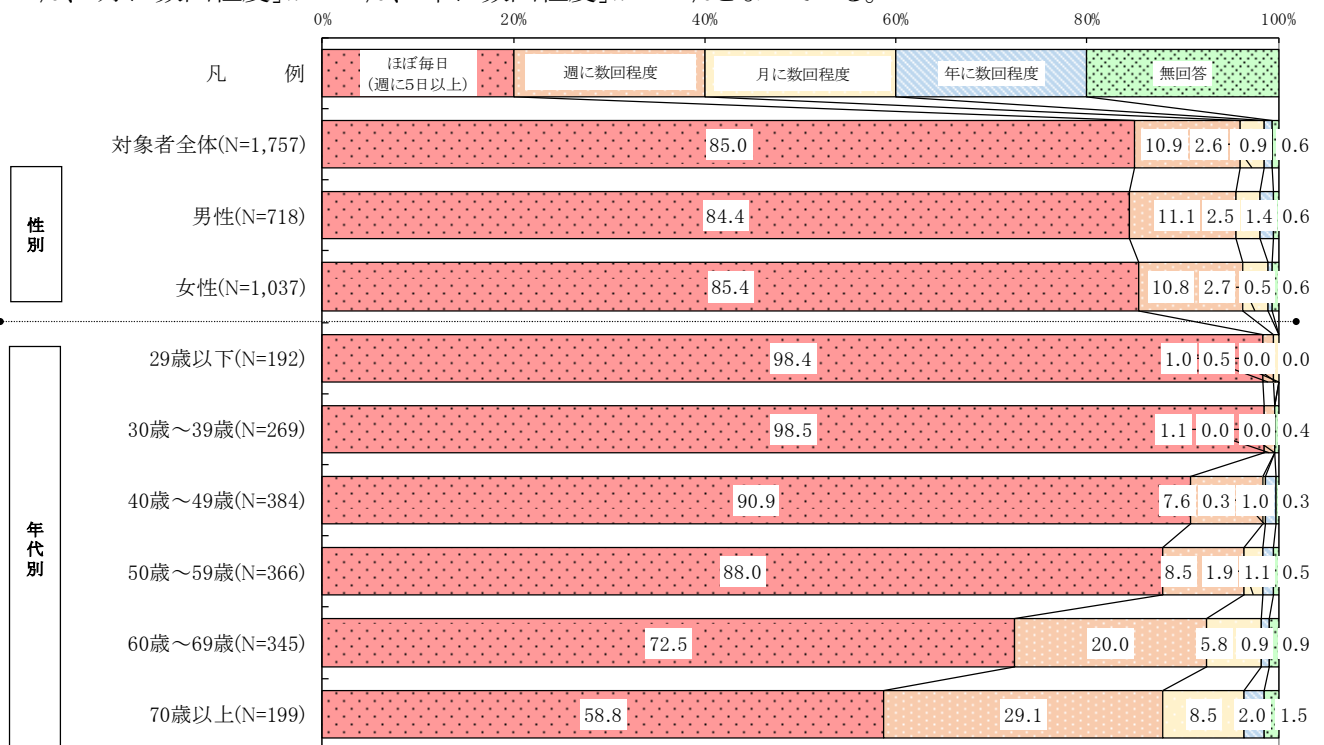 0%　20%　40%　60%　80%　100%
凡　例　ほぼ毎日　週に数回程度　月に数回程度　年に数回程度　無回答
(週に5日以上)
対象者全体(N=1,757)　85.0　10.9　2.6　0.9　0.6
性別
男性(N=718)　84.4　11.1　2.5　1.4　0.6
女性(N=1,037)　85.4　10.8　2.7　0.5　0.6
年代別
29歳以下(N=192)　98.4　1.0　0.5　0.0　0.0
30歳～39歳(N=269)　98.5　1.1　0.0　0.0　0.4
40歳～49歳(N=384)　90.9　7.6　0.3　1.0　0.3
50歳～59歳(N=366)　88.0　8.5　1.9　1.1　0.5
60歳～69歳(N=345)　72.5　20.0　5.8　0.9　0.9
70歳以上(N=199)　58.8　29.1　8.5　2.0　1.5